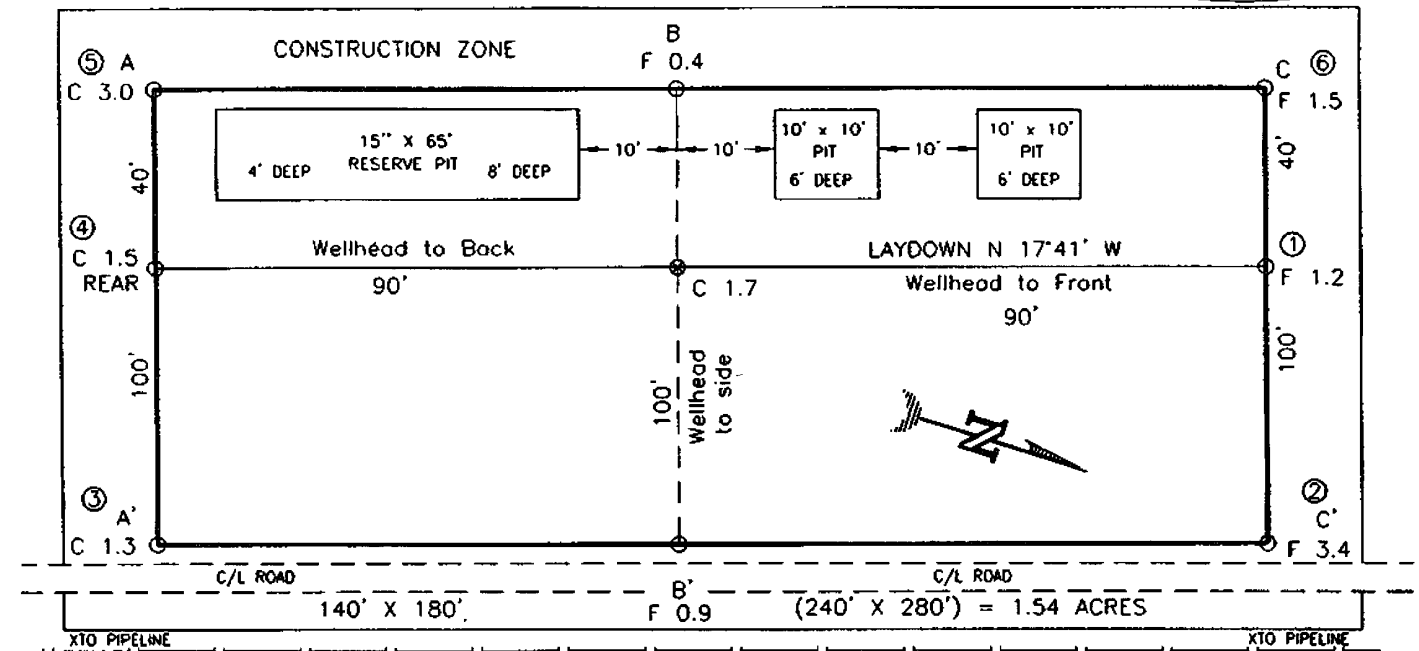 CONSTRUCTION ZONE
⑤ A
C 3.0
B
F 0.4
C ⑥
F 1.5
15" X 65'
RESERVE PIT
4' DEEP
8' DEEP
10'
10'
10' x 10'
PIT
6' DEEP
10'
10' x 10'
PIT
6' DEEP
40'
40'
④
C 1.5
REAR
Wellhead to Back
90'
C 1.7
LAYDOWN N 17°41' W
Wellhead to Front
90'
①
F 1.2
100'
100'
Wellhead
to side
100'
N
③
A'
C 1.3
②
C'
F 3.4
C/L ROAD
C/L ROAD
B'
F 0.9
140' X 180'.
(240' X 280') = 1.54 ACRES
XTO PIPELINE
XTO PIPELINE